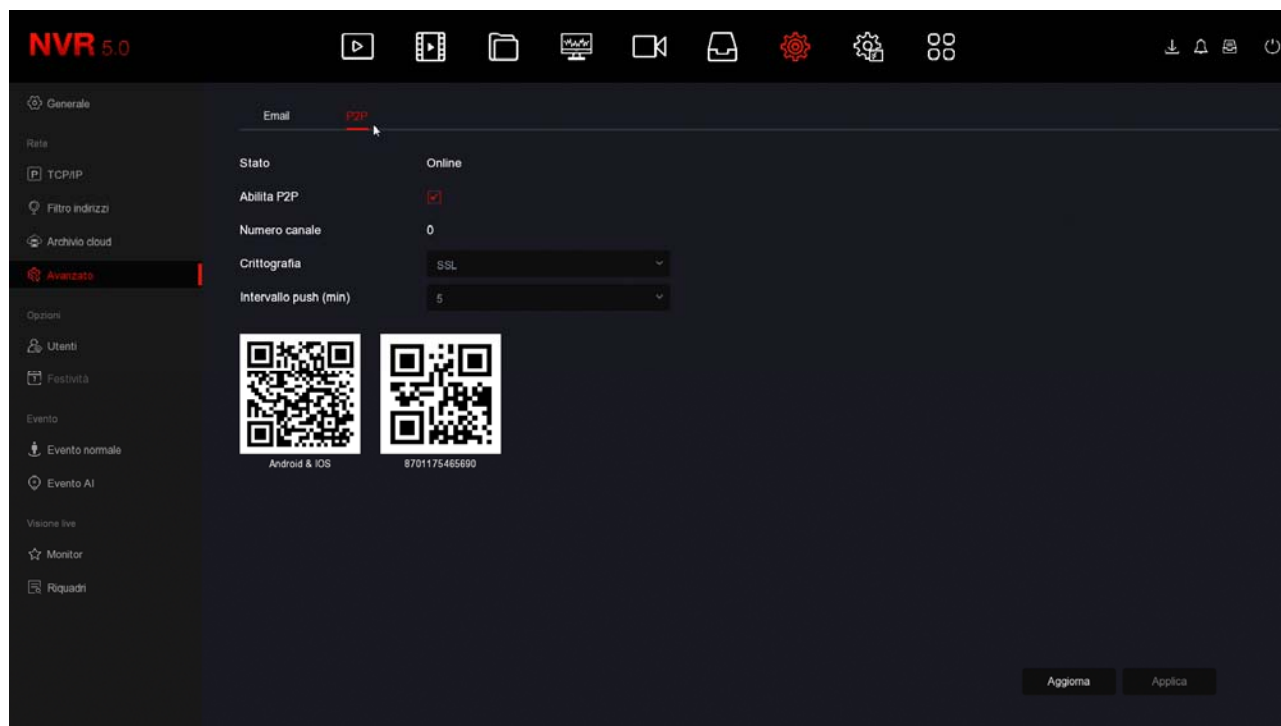 NVR 5.0
Generale
Rete
TCP/IP
Filtro indirizzi
Archivio cloud
Avanzato
Opzioni
Utenti
Festività
Evento
Evento normale
Evento AI
Visione live
Monitor
Riquadri
Email P2P
Stato Online
Abilita P2P
Numero canale 0
Crittografia SSL
Intervallo push (min) 5
Android & IOS 8701175465690
Aggiorna Applica